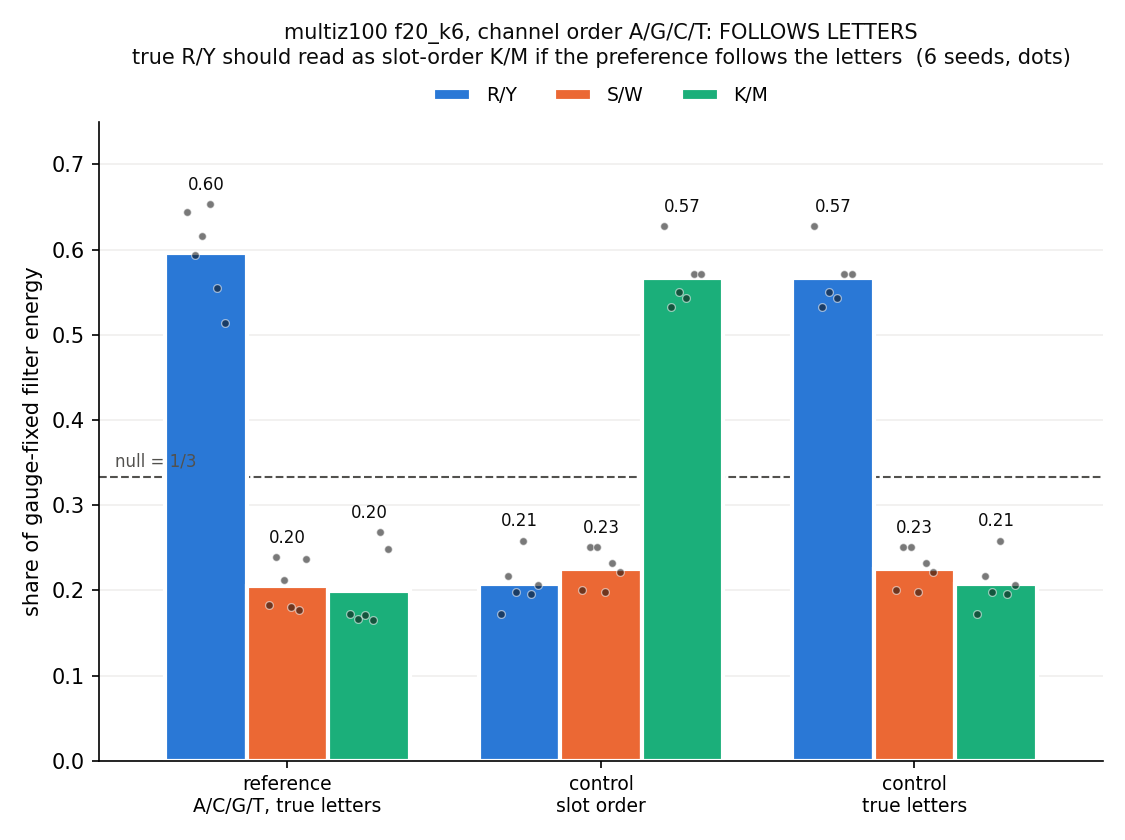 multiz100 f20_k6, channel order A/G/C/T: FOLLOWS LETTERS
true R/Y should read as slot-order K/M if the preference follows the letters  (6 seeds, dots)
R/Y
S/W
K/M
share of gauge-fixed filter energy
0.7
0.6
0.5
0.4
0.3
0.2
0.1
0.0
null = 1/3
0.60
0.20
0.20
0.21
0.23
0.57
0.57
0.23
0.21
reference
A/C/G/T, true letters
control
slot order
control
true letters